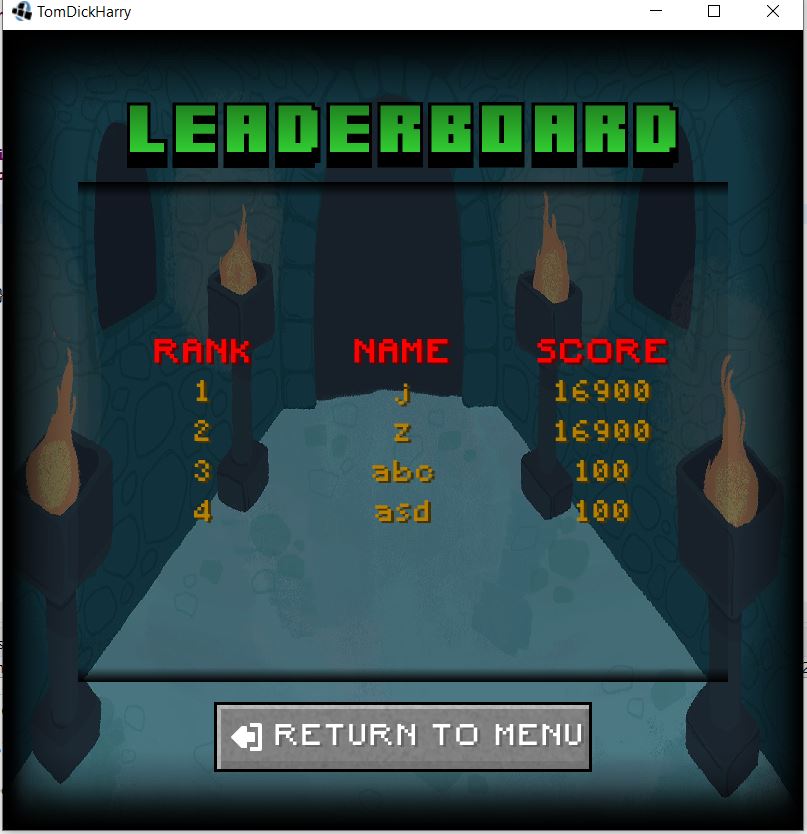 TomDickHarry
LEADERBOARD
RANK NAME SCORE
1 j 16900
2 z 16900
3 abc 100
4 asd 100
RETURN TO MENU